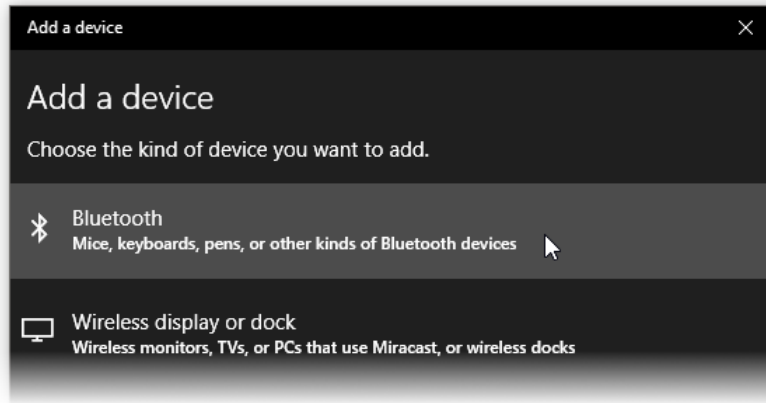 Add a device
Add a device
Choose the kind of device you want to add.
Bluetooth
Mice, keyboards, pens, or other kinds of Bluetooth devices
Wireless display or dock
Wireless monitors, TVs, or PCs that use Miracast, or wireless docks